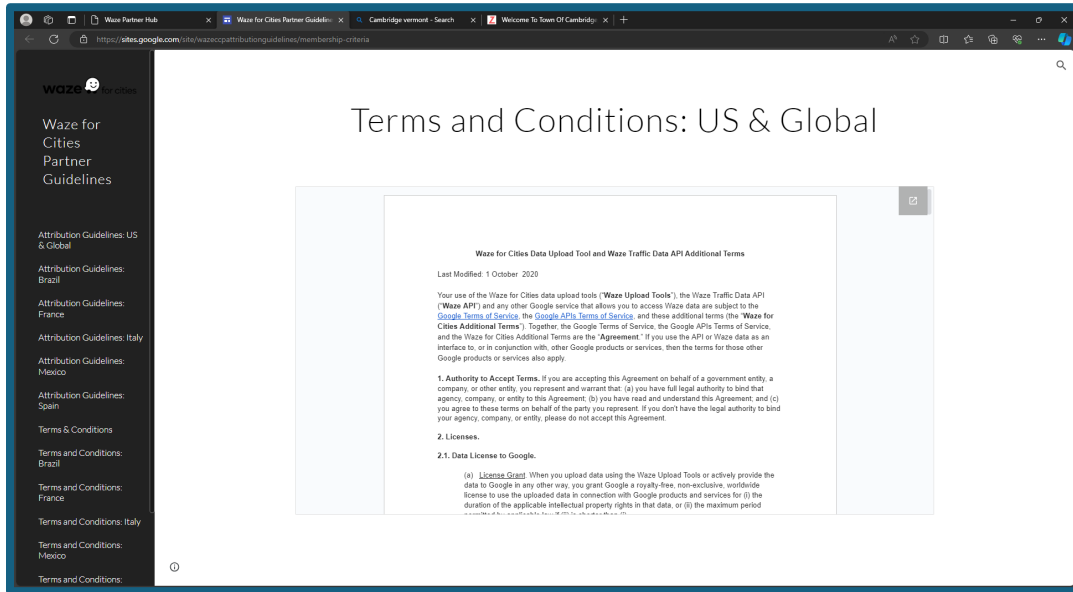 Waze Partner Hub
Waze for Cities Partner Guideline
Cambridge vermont - Search
Welcome To Town Of Cambridge
https://sites.google.com/site/wazeccpattributionguidelines/membership-criteria
waze for cities
Waze for
Cities
Partner
Guidelines
Attribution Guidelines: US
& Global
Attribution Guidelines:
Brazil
Attribution Guidelines:
France
Attribution Guidelines: Italy
Attribution Guidelines:
Mexico
Attribution Guidelines:
Spain
Terms & Conditions
Terms and Conditions:
Brazil
Terms and Conditions:
France
Terms and Conditions: Italy
Terms and Conditions:
Mexico
Terms and Conditions:
Terms and Conditions: US & Global
Waze for Cities Data Upload Tool and Waze Traffic Data API Additional Terms
Last Modified: 1 October 2020
Your use of the Waze for Cities data upload tools ("Waze Upload Tools"), the Waze Traffic Data API
("Waze API") and any other Google service that allows you to access Waze data are subject to the
Google Terms of Service, the Google APIs Terms of Service, and these additional terms (the "Waze for
Cities Additional Terms"). Together, the Google Terms of Service, the Google APIs Terms of Service,
and the Waze for Cities Additional Terms are the "Agreement." If you use the API or Waze data as an
interface to, or in conjunction with, other Google products or services, then the terms for those other
Google products or services also apply.
1. Authority to Accept Terms. If you are accepting this Agreement on behalf of a government entity, a
company, or other entity, you represent and warrant that: (a) you have full legal authority to bind that
agency, company, or entity to this Agreement; (b) you have read and understand this Agreement; and (c)
you agree to these terms on behalf of the party you represent. If you don't have the legal authority to bind
your agency, company, or entity, please do not accept this Agreement.
2. Licenses.
2.1. Data License to Google.
(a) License Grant. When you upload data using the Waze Upload Tools or actively provide the
data to Google in any other way, you grant Google a royalty-free, non-exclusive, worldwide
license to use the uploaded data in connection with Google products and services for (i) the
duration of the applicable intellectual property rights in that data, or (ii) the maximum period
permitted by applicable law if (ii) is shorter than (i).